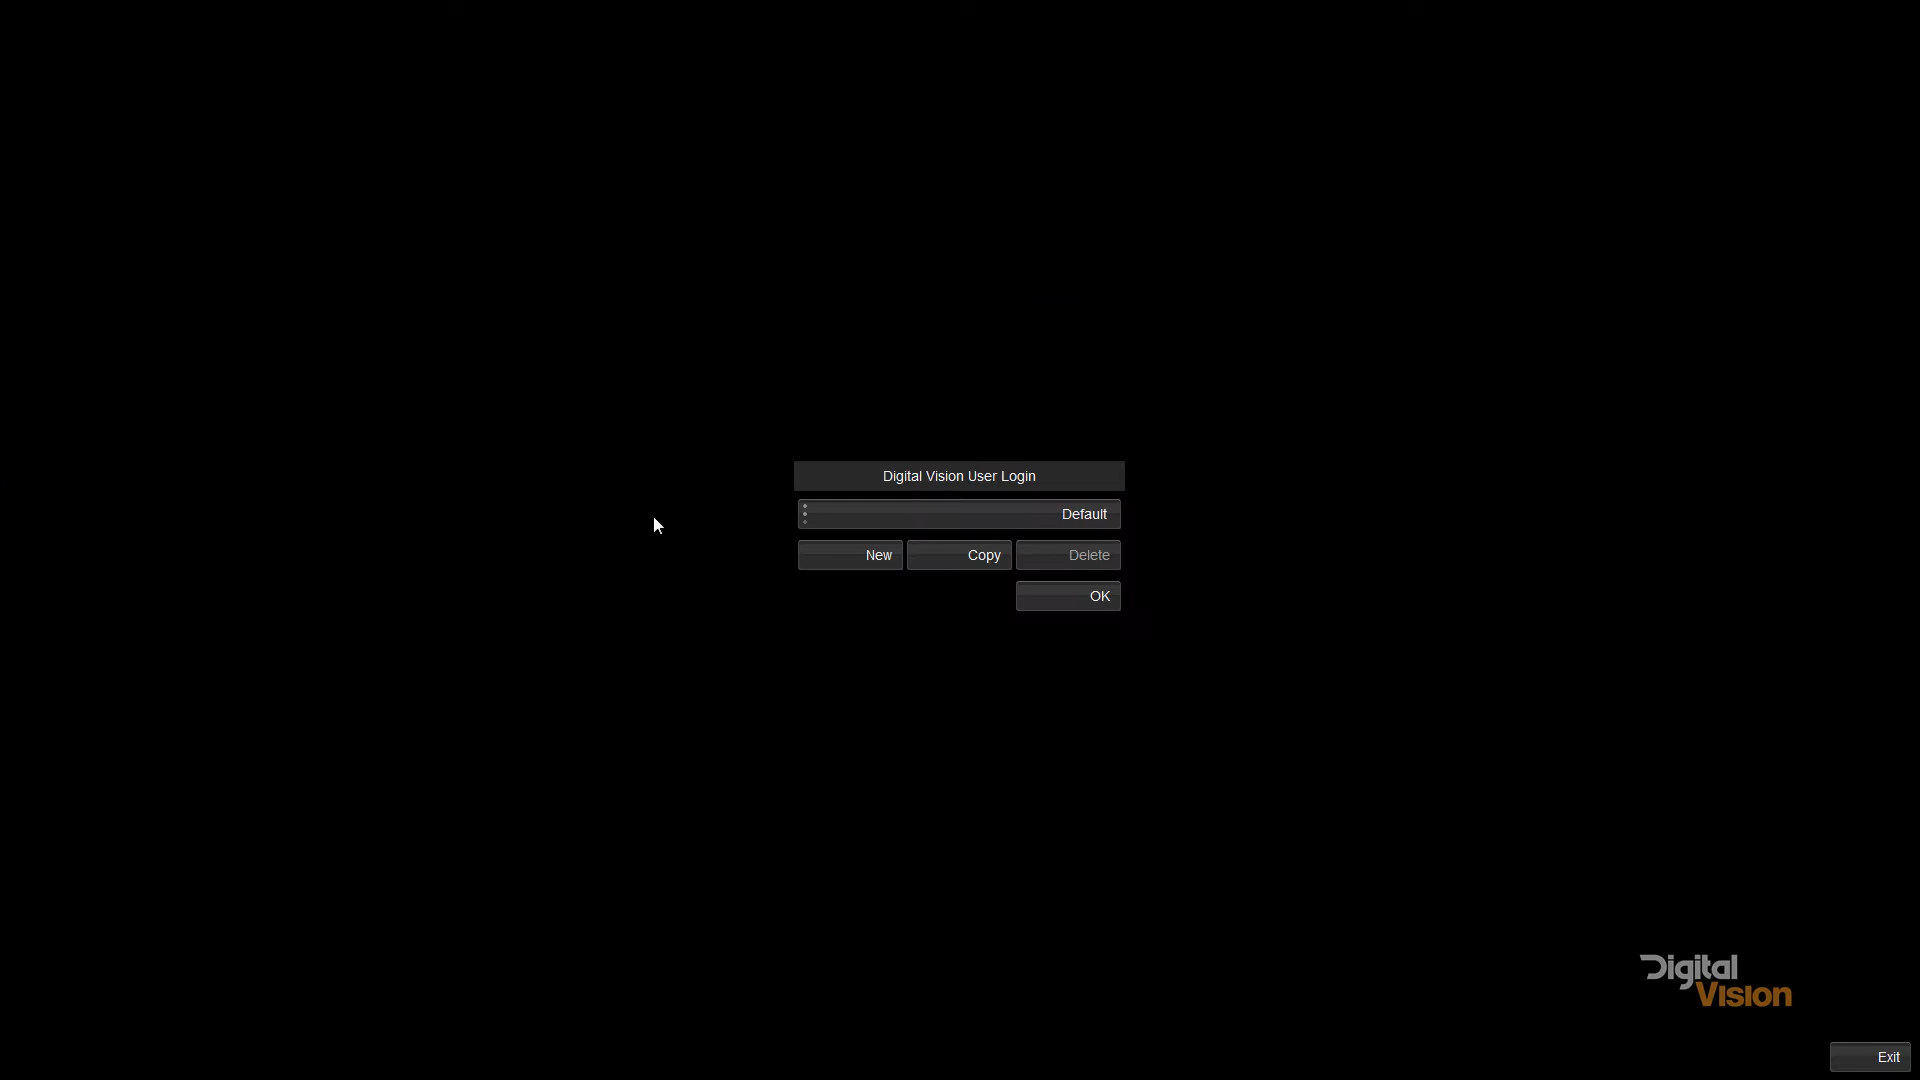 Digital Vision User Login
Default
New Copy Delete
OK
Digital
Vision
Exit